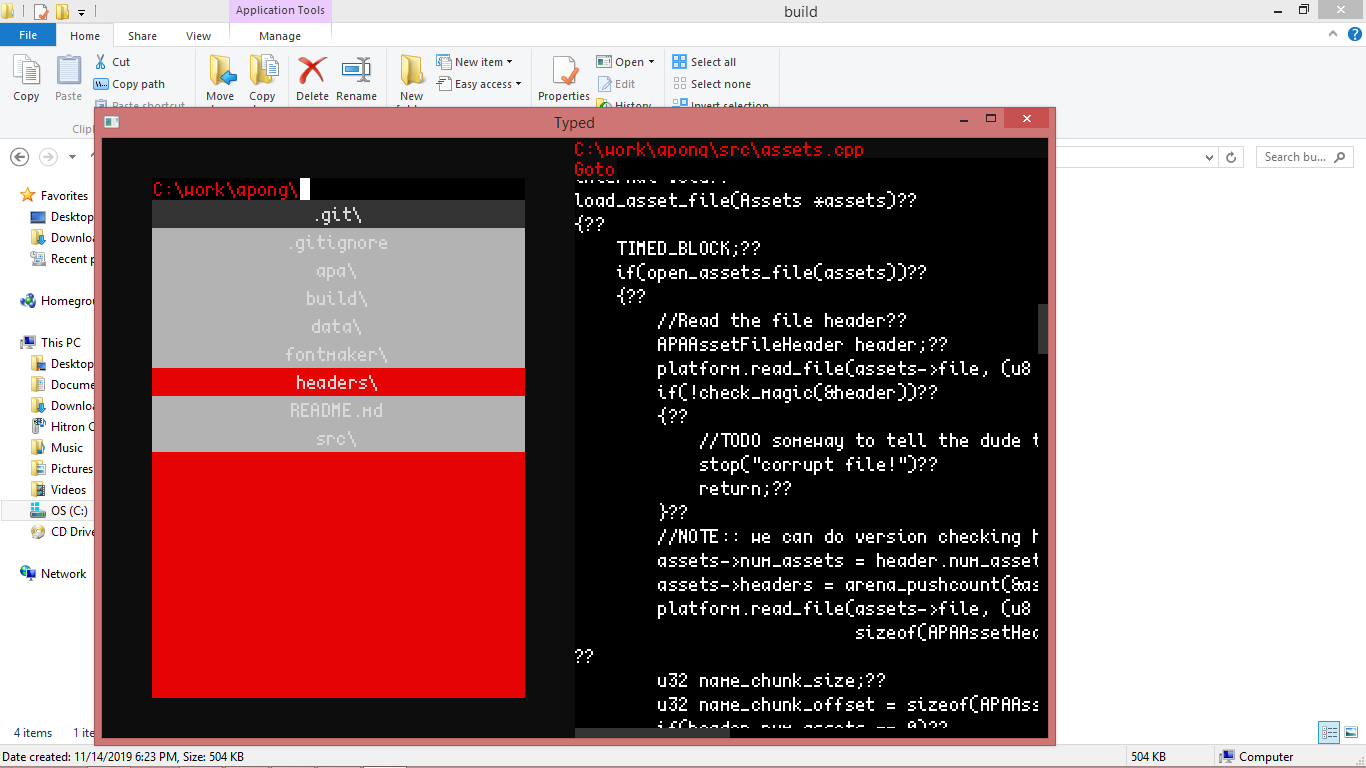 Application Tools
build
File
Home
Share
View
Manage
Copy
Paste
Cut
Copy path
Paste shortcut
Move
Copy
Delete
Rename
New
New item
Easy access
Properties
Open
Edit
History
Select all
Select none
Invert selection
Typed
Search bu...
Favorites
Desktop
Recent p
Homegrou
This PC
Desktop
Music
Pictures
Videos
OS (C:)
CD Drive
Network
C:\work\apong\
.git\
.gitignore
apa\
build\
data\
fontmaker\
headers\
README.md
src\
C:\work\apong\src\assets.cpp
Goto
load_asset_file(Assets *assets)??
{??
TIMED_BLOCK;??
if(open_assets_file(assets))??
{??
//Read the file header??
APAAssetFileHeader header;??
platform.read_file(assets->file, (u8
if(!check_magic(&header))??
{??
//TODO someway to tell the dude t
stop("corrupt file!")??
return;??
}??
//NOTE:: we can do version checking h
assets->num_assets = header.num_asset
assets->headers = arena_pushcount(&as
platform.read_file(assets->file, (u8
sizeof(APAAssetHea
??
u32 name_chunk_size;??
u32 name_chunk_offset = sizeof(APAAss
if(header.num_assets == 0)??
4 items
1 ite
Date created: 11/14/2019 6:23 PM, Size: 504 KB
504 KB
Computer